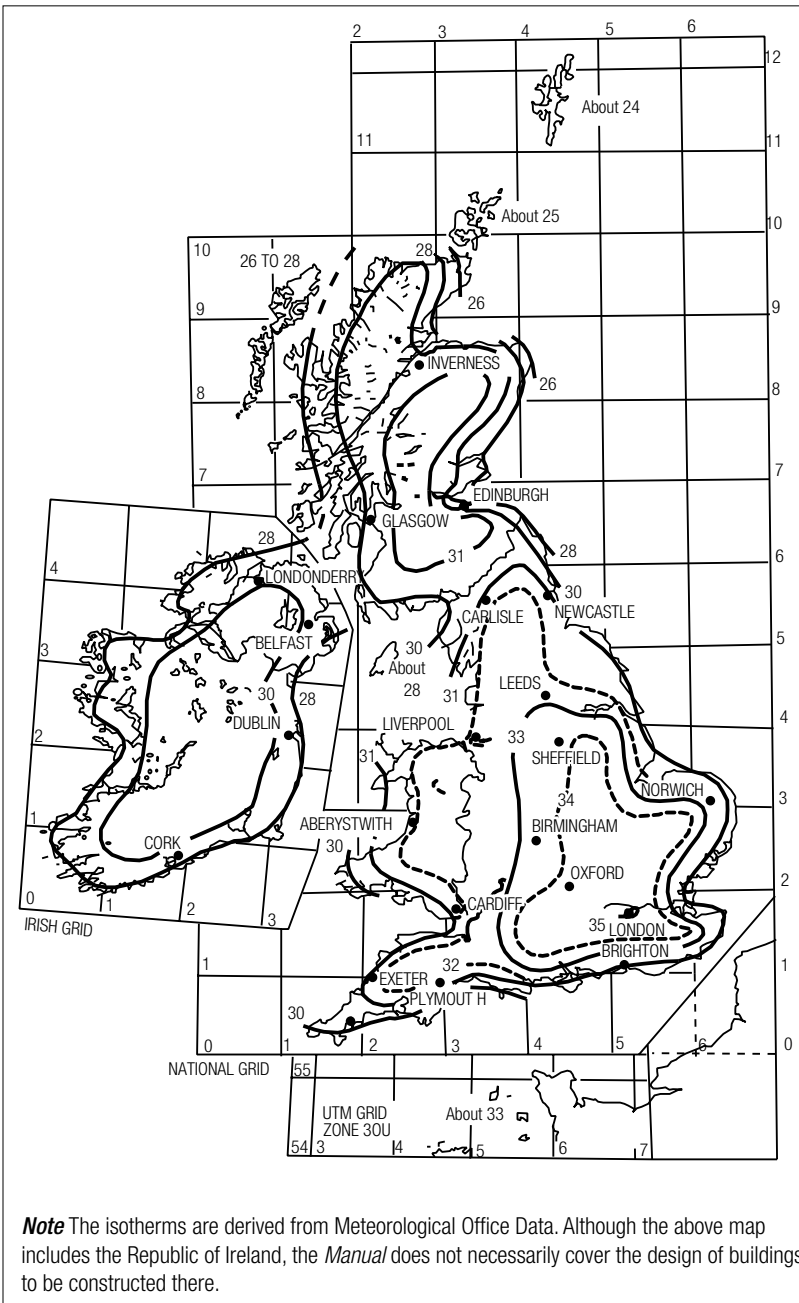 2 3 4 5 6
12
About 24
11 11
About 25
10 10
26 TO 28 28
9 26 9
INVERNESS
8 26 8
7 7
EDINBURGH
GLASGOW
28 31 28 6
4 LONDONDERRY 30
CARLISLE NEWCASTLE
BELFAST 30 5
3 About
28 LEEDS
30 28 31
DUBLIN LIVERPOOL 33 4
2 SHEFFIELD
31 NORWICH
34 3
1 ABERYSTWITH BIRMINGHAM
CORK 30
OXFORD
2
0 1 2 3 CARDIFF 35 LONDON
IRISH GRID BRIGHTON
1 32 1
EXETER
PLYMOUT H
30
0 1 2 3 4 5 6 0
NATIONAL GRID 55
UTM GRID About 33
ZONE 30U
54 3 4 5 6 7
Note The isotherms are derived from Meteorological Office Data. Although the above map
includes the Republic of Ireland, the Manual does not necessarily cover the design of buildings
to be constructed there.